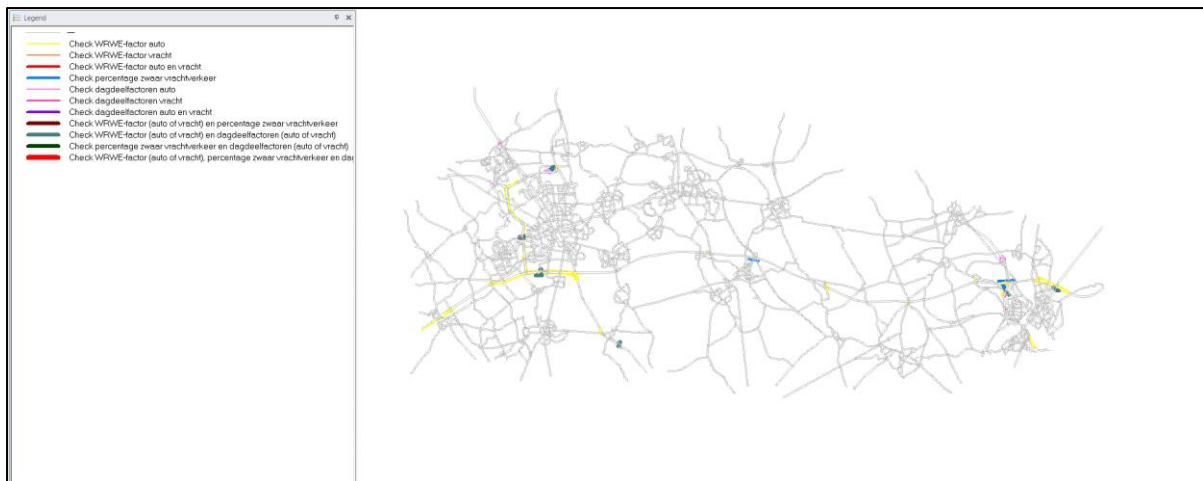 Legend
Check WRWE-factor auto
Check WRWE-factor vracht
Check WRWE-factor auto en vracht
Check percentage zwaar vrachtverkeer
Check dagdeelfactoren auto
Check dagdeelfactoren vracht
Check dagdeelfactoren auto en vracht
Check WRWE-factor (auto of vracht) en percentage zwaar vrachtverkeer
Check WRWE-factor (auto of vracht) en dagdeelfactoren (auto of vracht)
Check percentage zwaar vrachtverkeer en dagdeelfactoren (auto of vracht)
Check WRWE-factor (auto of vracht), percentage zwaar vrachtverkeer en da